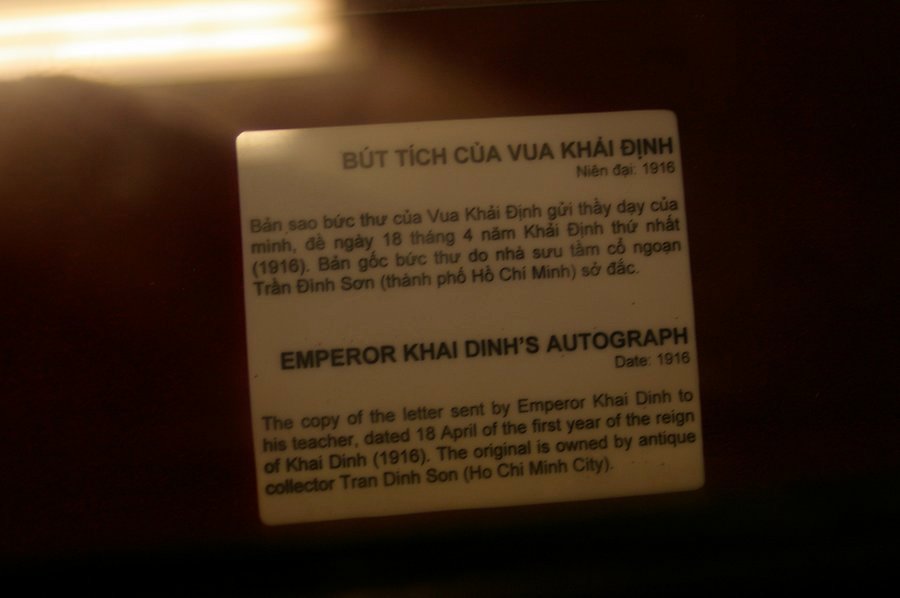 BÚT TÍCH CỦA VUA KHẢI ĐỊNH
Niên đại: 1916
Bản sao bức thư của Vua Khải Định gửi thầy dạy của
mình, đề ngày 18 tháng 4 năm Khải Định thứ nhất
(1916). Bản gốc bức thư do nhà sưu tầm cổ ngoạn
Trần Đình Sơn (thành phố Hồ Chí Minh) sở đắc.
EMPEROR KHAI DINH'S AUTOGRAPH
Date: 1916
The copy of the letter sent by Emperor Khai Dinh to
his teacher, dated 18 April of the first year of the reign
of Khai Dinh (1916). The original is owned by antique
collector Tran Dinh Son (Ho Chi Minh City).